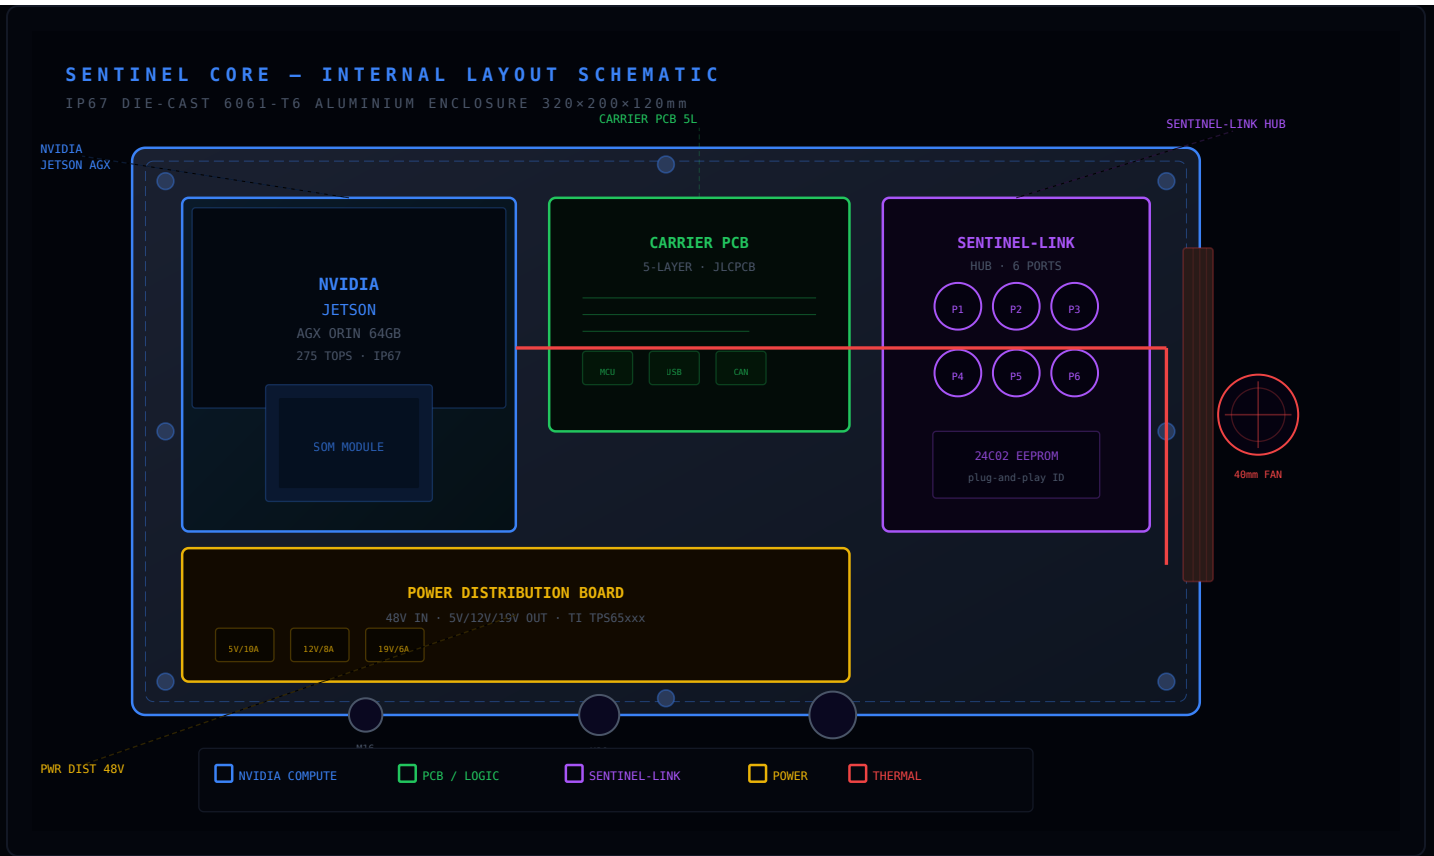 SENTINEL CORE — INTERNAL LAYOUT SCHEMATIC
IP67 DIE-CAST 6061-T6 ALUMINIUM ENCLOSURE 320×200×120mm
CARRIER PCB 5L
SENTINEL-LINK HUB
NVIDIA
JETSON AGX
NVIDIA
JETSON
AGX ORIN 64GB
275 TOPS · IP67
SOM MODULE
CARRIER PCB
5-LAYER · JLCPCB
MCU
USB
CAN
SENTINEL-LINK
HUB · 6 PORTS
P1
P2
P3
P4
P5
P6
24C02 EEPROM
plug-and-play ID
40mm FAN
POWER DISTRIBUTION BOARD
48V IN · 5V/12V/19V OUT · TI TPS65xxx
5V/10A
12V/8A
19V/6A
M16
PWR DIST 48V
NVIDIA COMPUTE
PCB / LOGIC
SENTINEL-LINK
POWER
THERMAL